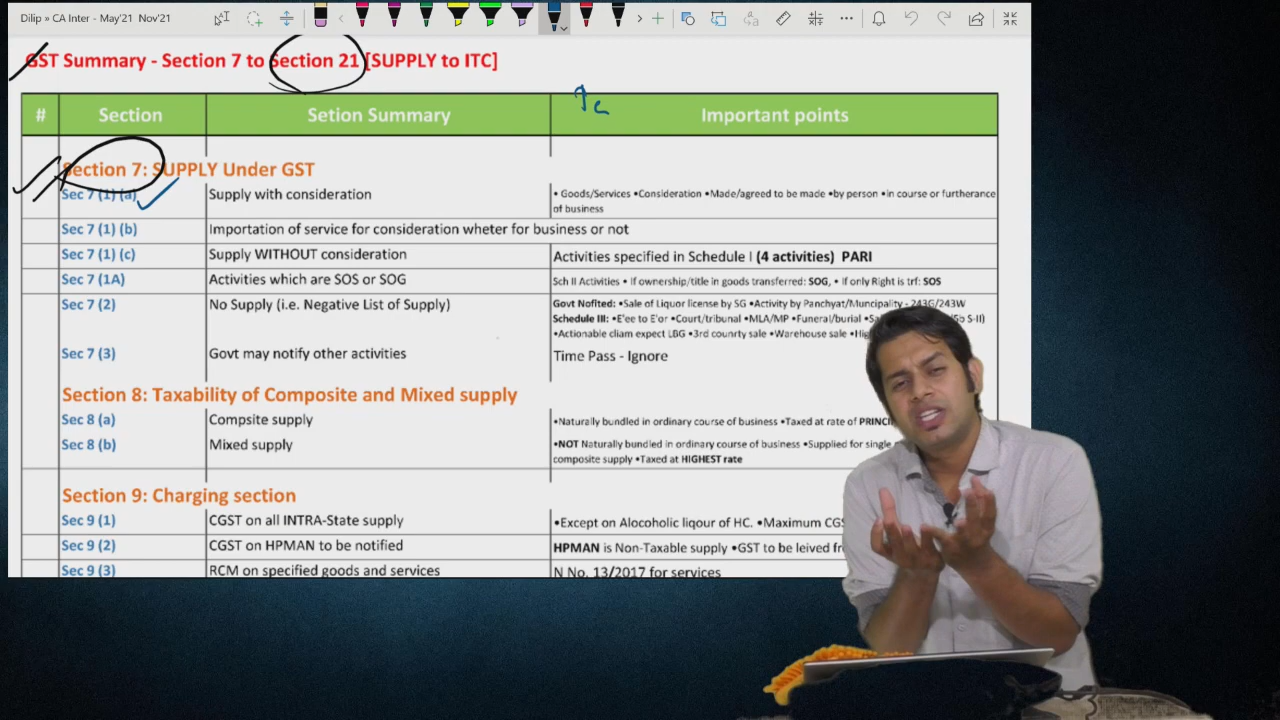 Dilip » CA Inter - May'21 Nov'21
GST Summary - Section 7 to Section 21 [SUPPLY to ITC]
# Section Setion Summary Important points
Section 7: SUPPLY Under GST
Sec 7 (1) (a) Supply with consideration • Goods/Services •Consideration •Made/agreed to be made •by person •in course or furtherance
of business
Sec 7 (1) (b) Importation of service for consideration wheter for business or not
Sec 7 (1) (c) Supply WITHOUT consideration Activities specified in Schedule I (4 activities) PARI
Sec 7 (1A) Activities which are SOS or SOG Sch II Activities • If ownership/title in goods transferred: SOG, • If only Right is trf: SOS
Sec 7 (2) No Supply (i.e. Negative List of Supply) Govt Nofited: •Sale of Liquor license by SG •Activity by Panchyat/Muncipality - 243G/243W
Schedule III: •E'ee to E'or •Court/tribunal •MLA/MP •Funeral/burial S-II)
•Actionable cliam expect LBG •3rd counrty sale •Warehouse sale
Sec 7 (3) Govt may notify other activities Time Pass - Ignore
Section 8: Taxability of Composite and Mixed supply
Sec 8 (a) Compsite supply •Naturally bundled in ordinary course of business •Taxed at rate of
Sec 8 (b) Mixed supply •NOT Naturally bundled in ordinary course of business •Supplied for single
composite supply •Taxed at HIGHEST rate
Section 9: Charging section
Sec 9 (1) CGST on all INTRA-State supply •Except on Alocoholic liqour of HC. •Maximum
Sec 9 (2) CGST on HPMAN to be notified HPMAN is Non-Taxable supply •GST to be leived
Sec 9 (3) RCM on specified goods and services N No. 13/2017 for services